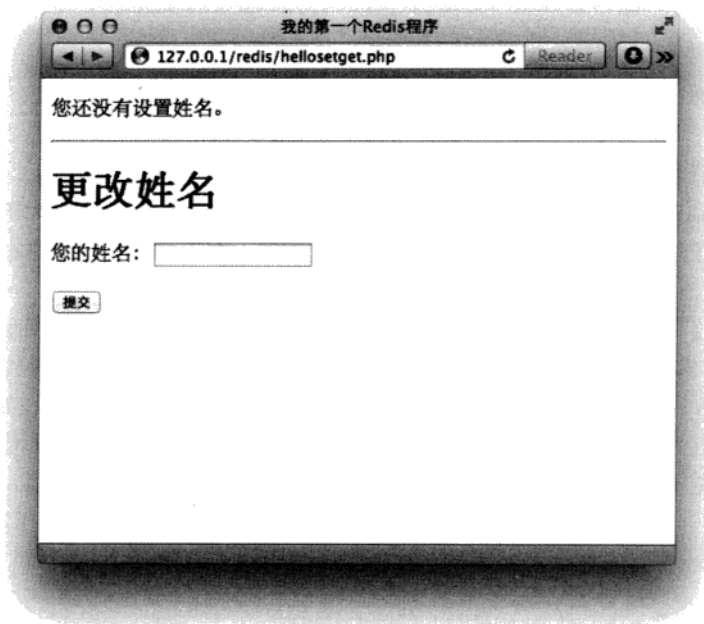 我的第一个Redis程序
127.0.0.1/redis/hellosetget.php Reader
您还没有设置姓名。
更改姓名
您的姓名：
提交